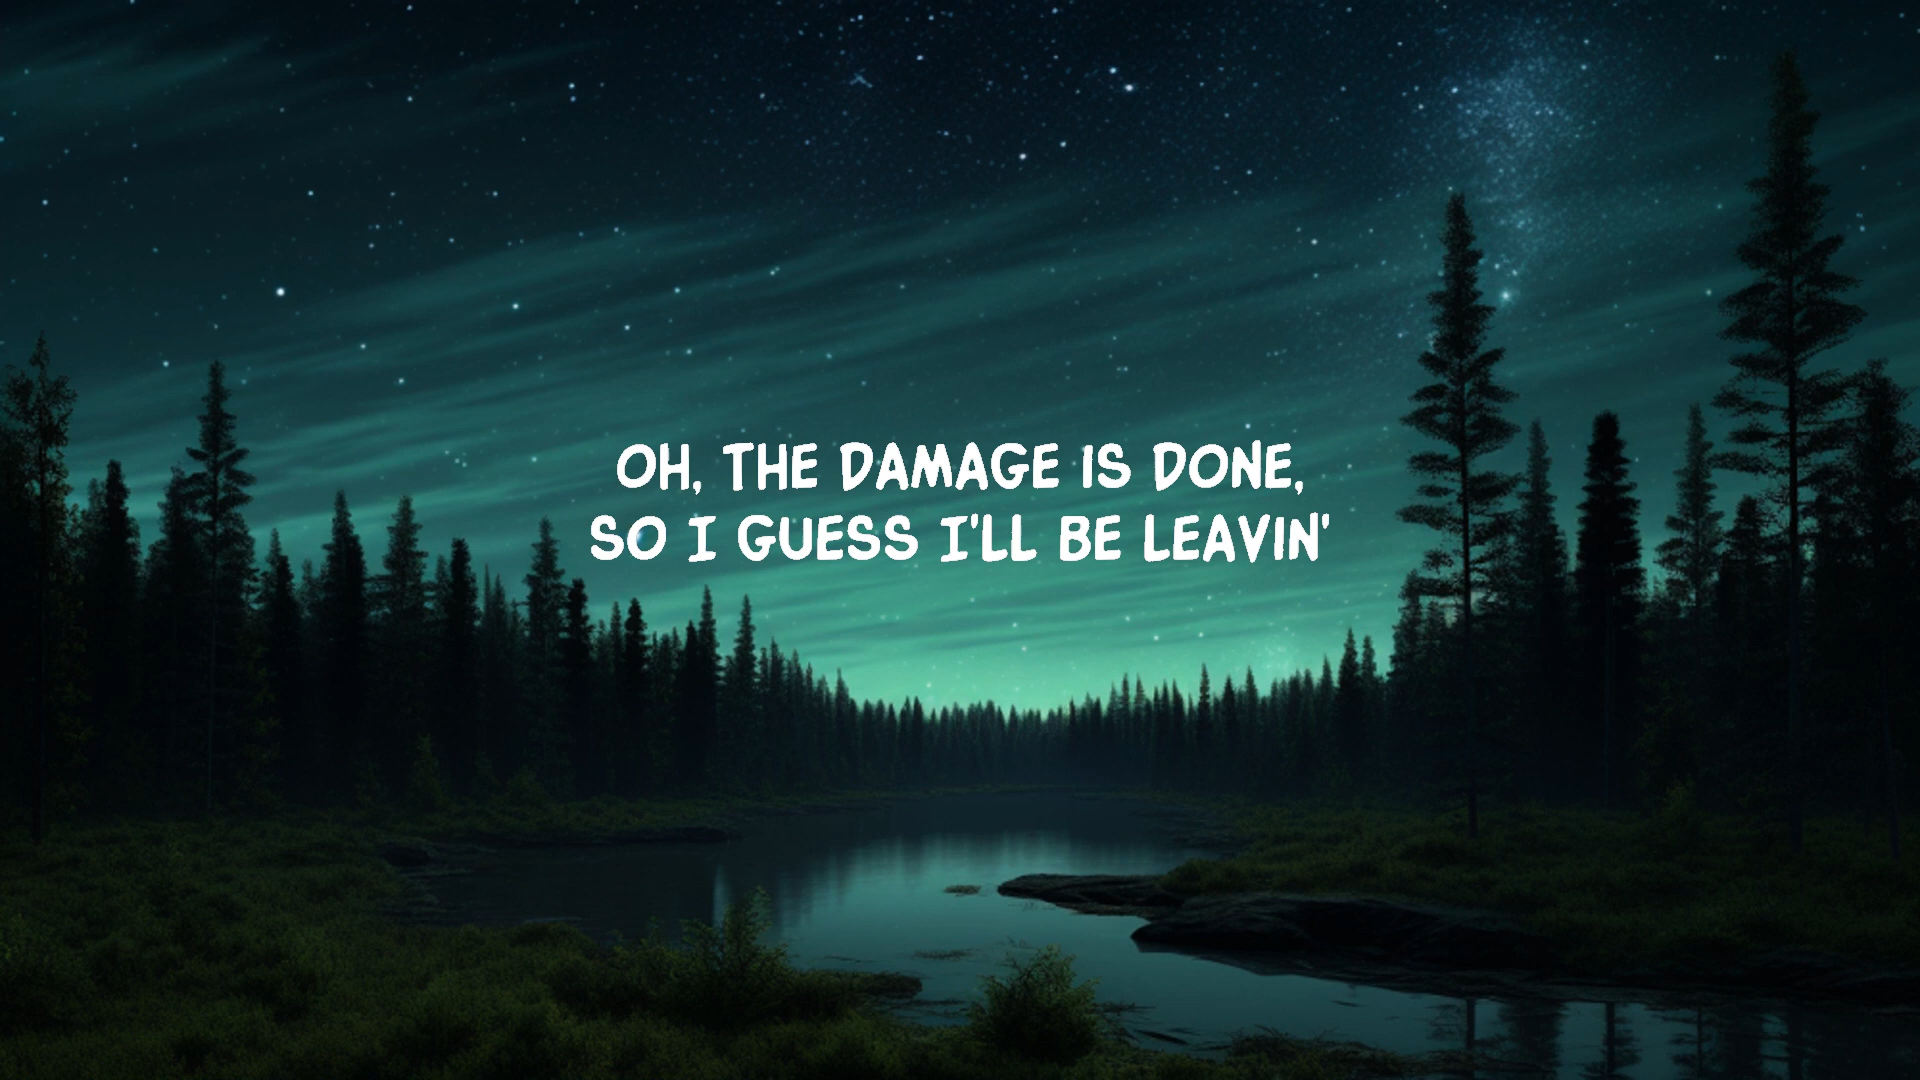 OH, THE DAMAGE IS DONE,
SO I GUESS I'LL BE LEAVIN'